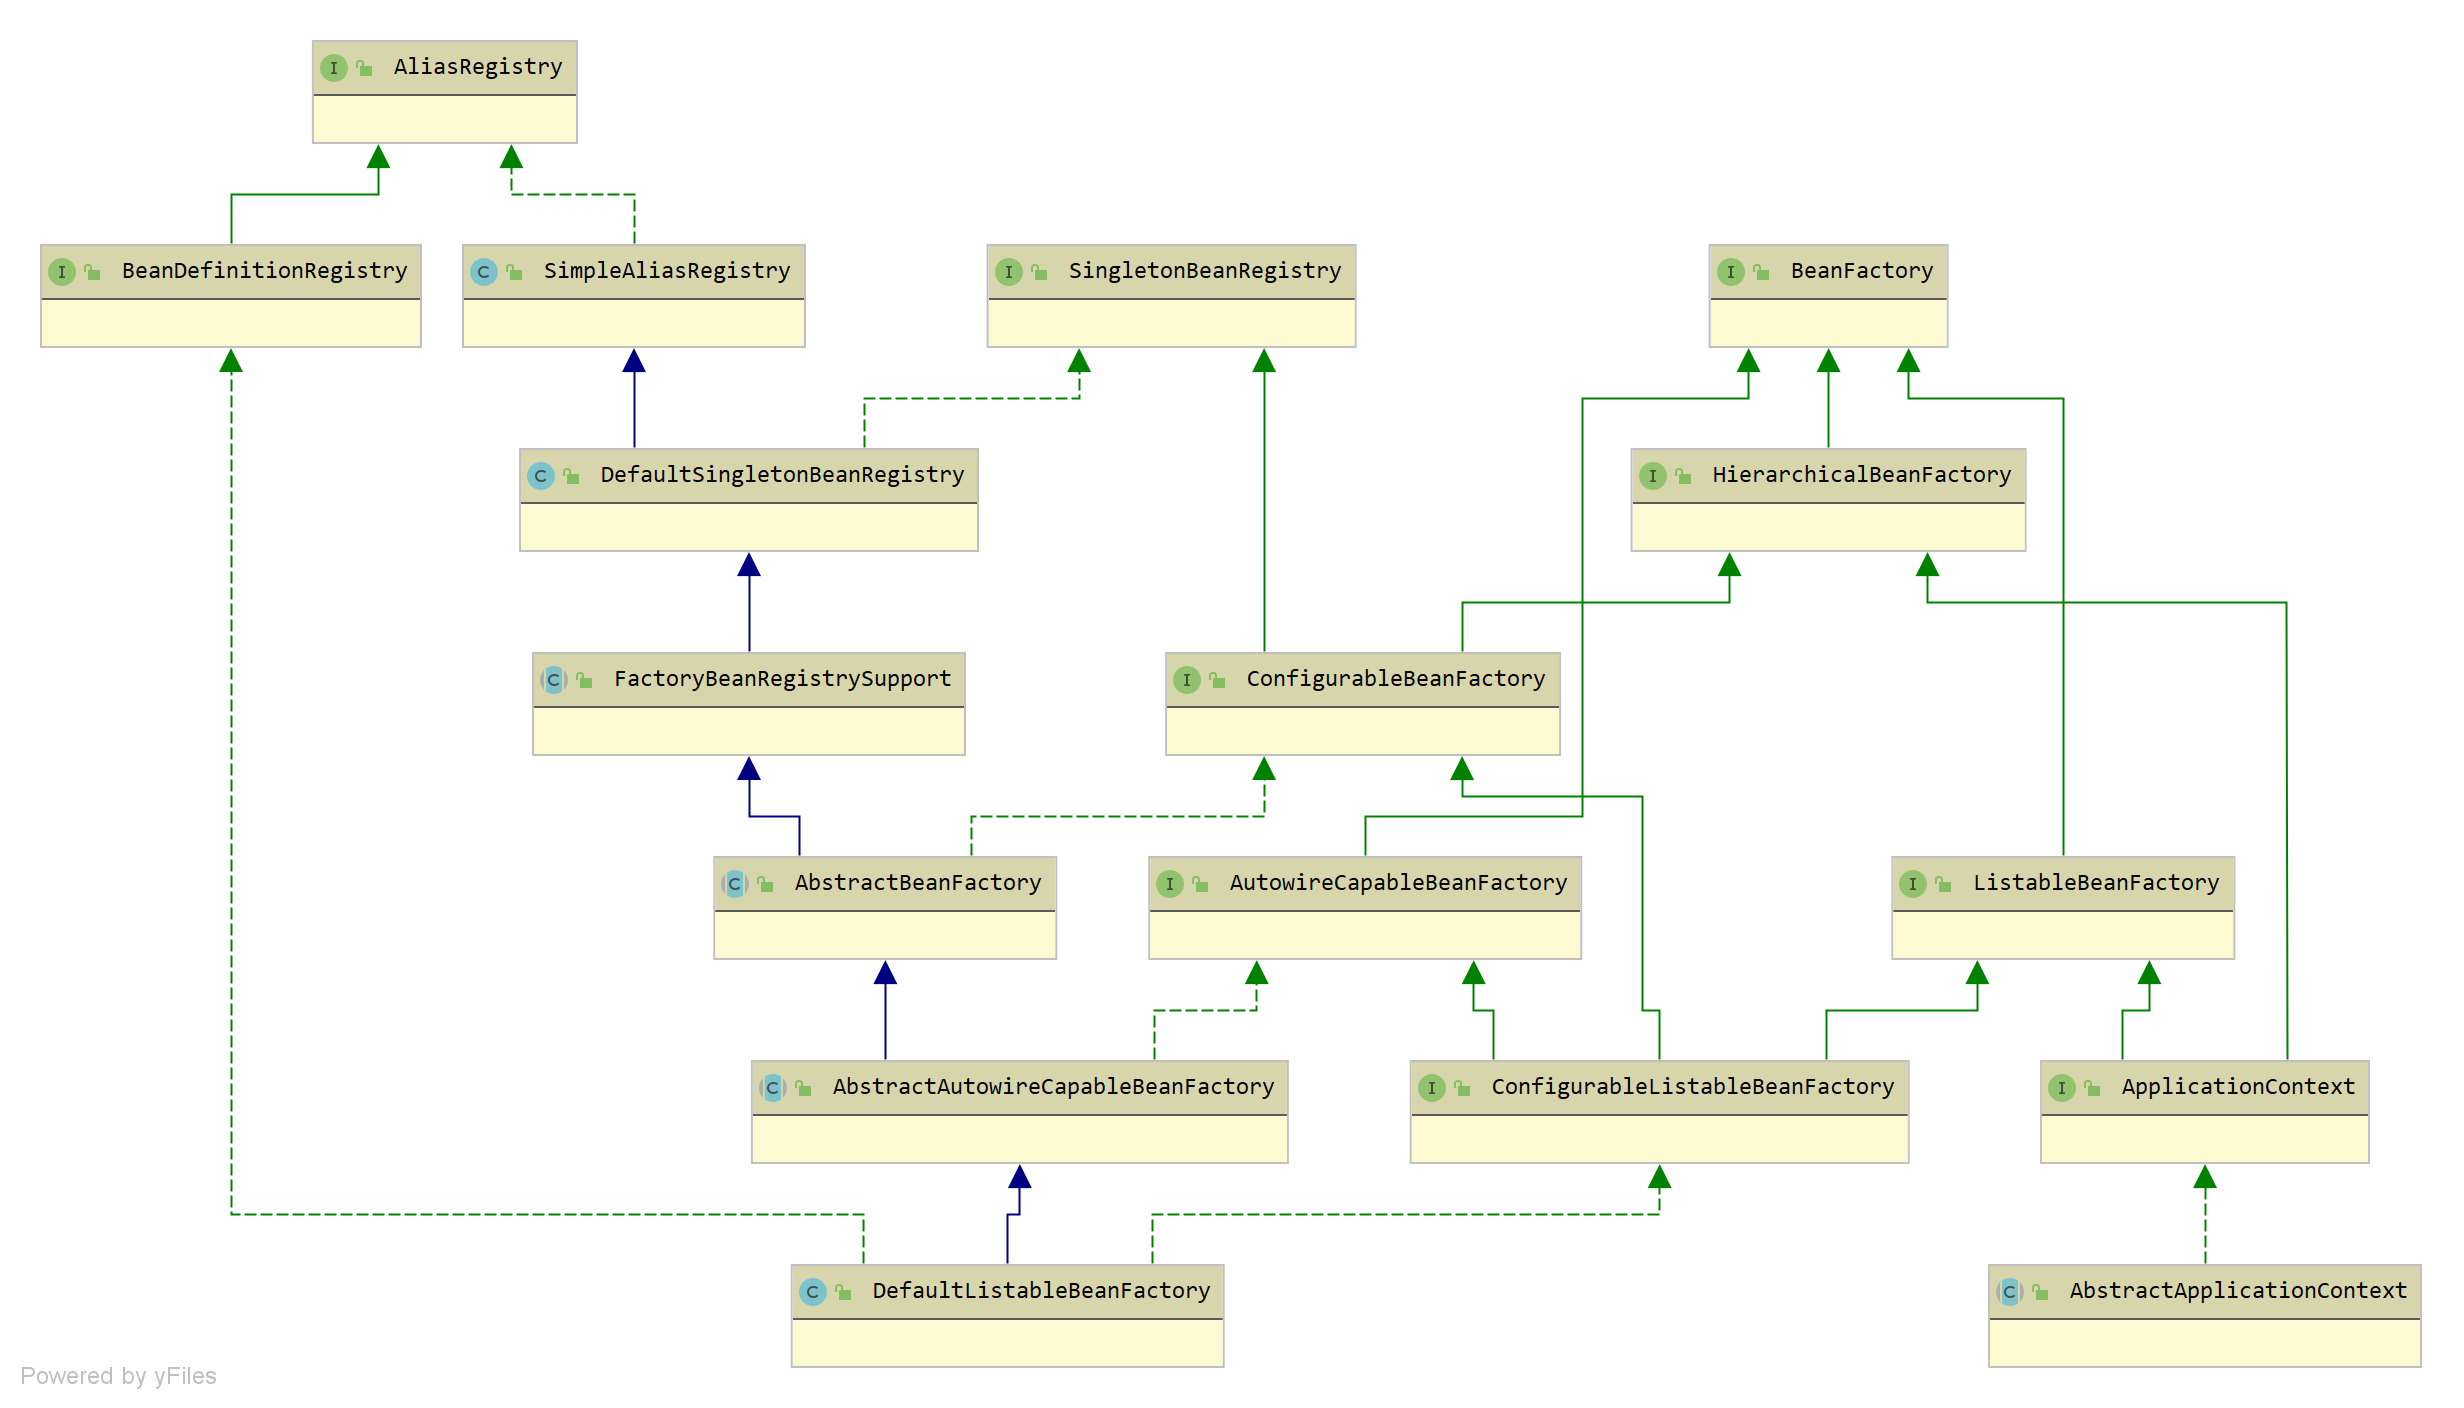 AliasRegistry
BeanDefinitionRegistry
SimpleAliasRegistry
SingletonBeanRegistry
BeanFactory
DefaultSingletonBeanRegistry
HierarchicalBeanFactory
FactoryBeanRegistrySupport
ConfigurableBeanFactory
AbstractBeanFactory
AutowireCapableBeanFactory
ListableBeanFactory
AbstractAutowireCapableBeanFactory
ConfigurableListableBeanFactory
ApplicationContext
DefaultListableBeanFactory
AbstractApplicationContext
Powered by yFiles